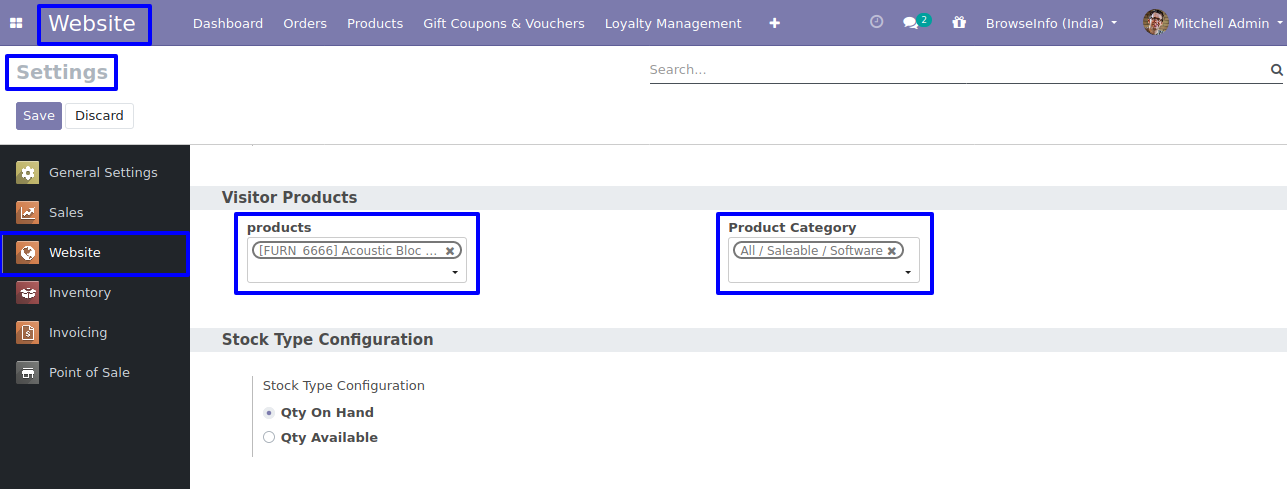 Website Dashboard Orders Products Gift Coupons & Vouchers Loyalty Management 2 BrowseInfo (India) Mitchell Admin
Settings
Search...
Save Discard
General Settings
Sales
Website
Inventory
Invoicing
Point of Sale
Visitor Products
products Product Category
[FURN_6666] Acoustic Bloc ... All / Saleable / Software
Stock Type Configuration
Stock Type Configuration
Qty On Hand
Qty Available